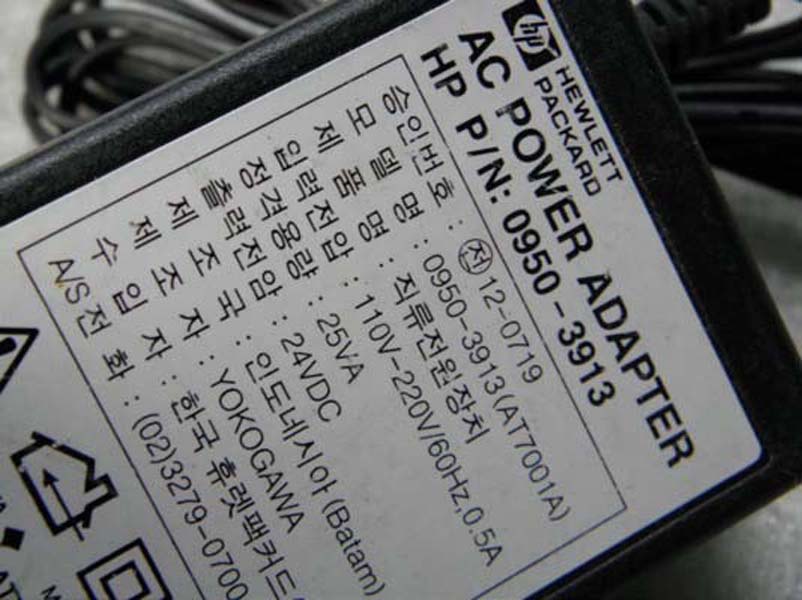 hp HEWLETT
PACKARD
AC POWER ADAPTER
HP P/N: 0950-3913
승인번호 : 전 12-0719
모델명 : 0950-3913(AT7001A)
제품명 : 직류전원장치
입력전압 : 110V-220V/60Hz, 0.5A
정격용량 : 25VA
출력전압 : 24VDC
제조국 : 인도네시아 (Batam)
제조자 : YOKOGAWA
수입자 : 한국 휴렛팩커드
A/S전화 : (02)3279-0700